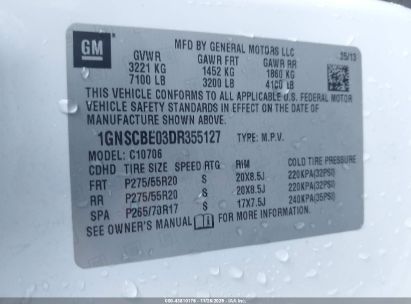 GM
MFD BY GENERAL MOTORS LLC
GVWR GAWR FRT GAWR RR 05/13
3221 KG 1452 KG 1860 KG
7100 LB 3200 LB 4100 LB
THIS VEHICLE CONFORMS TO ALL APPLICABLE U.S. FEDERAL MOTOR
VEHICLE SAFETY STANDARDS IN EFFECT ON THE DATE OF
MANUFACTURE SHOWN ABOVE.
1GNSCBE03DR355127 TYPE: M.P.V.
MODEL: C10706
CHDD TIRE SIZE SPEED RTG RIM COLD TIRE PRESSURE
FRT P275/55R20 S 20X8.5J 220KPA(32PSI)
RR P275/55R20 S 20X8.5J 220KPA(32PSI)
SPA P265/70R17 S 17X7.5J 240KPA(35PSI)
SEE OWNER'S MANUAL FOR MORE INFORMATION.